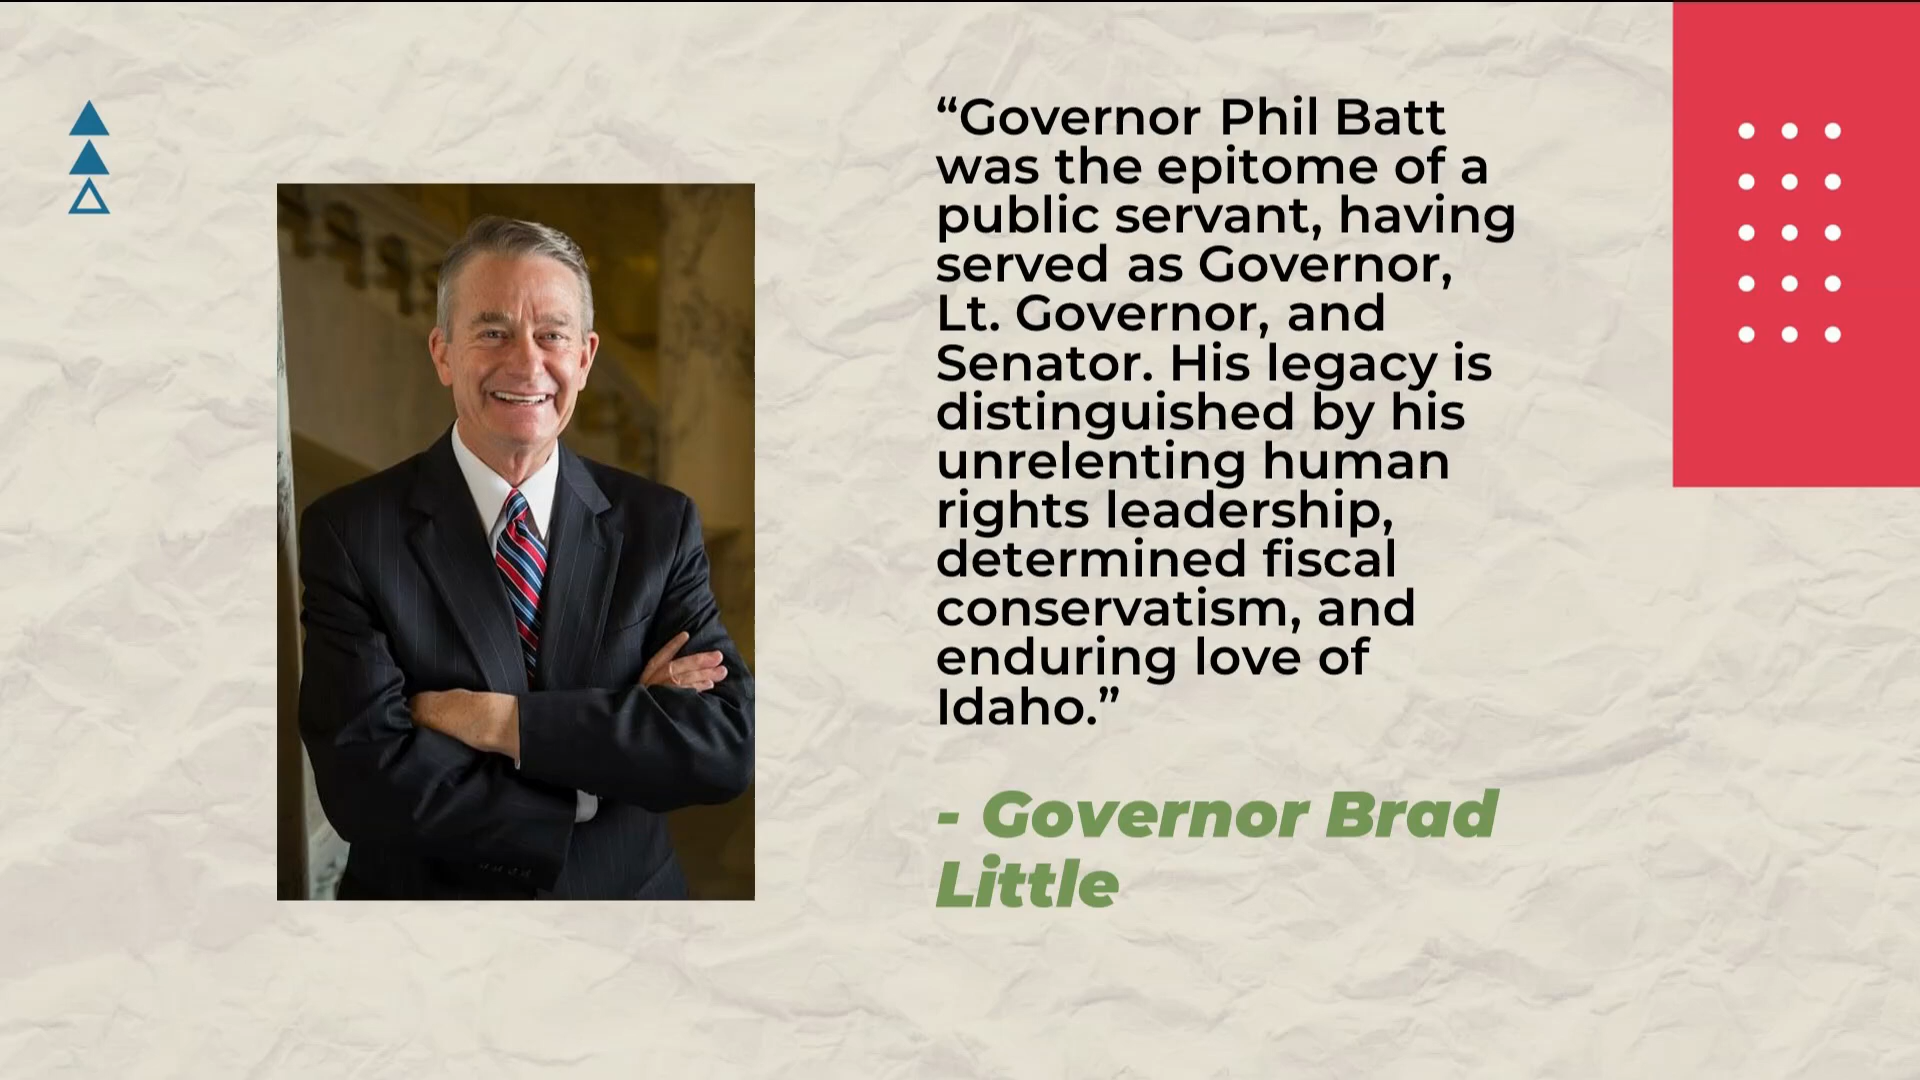 “Governor Phil Batt
was the epitome of a
public servant, having
served as Governor,
Lt. Governor, and
Senator. His legacy is
distinguished by his
unrelenting human
rights leadership,
determined fiscal
conservatism, and
enduring love of
Idaho.”
- Governor Brad
Little